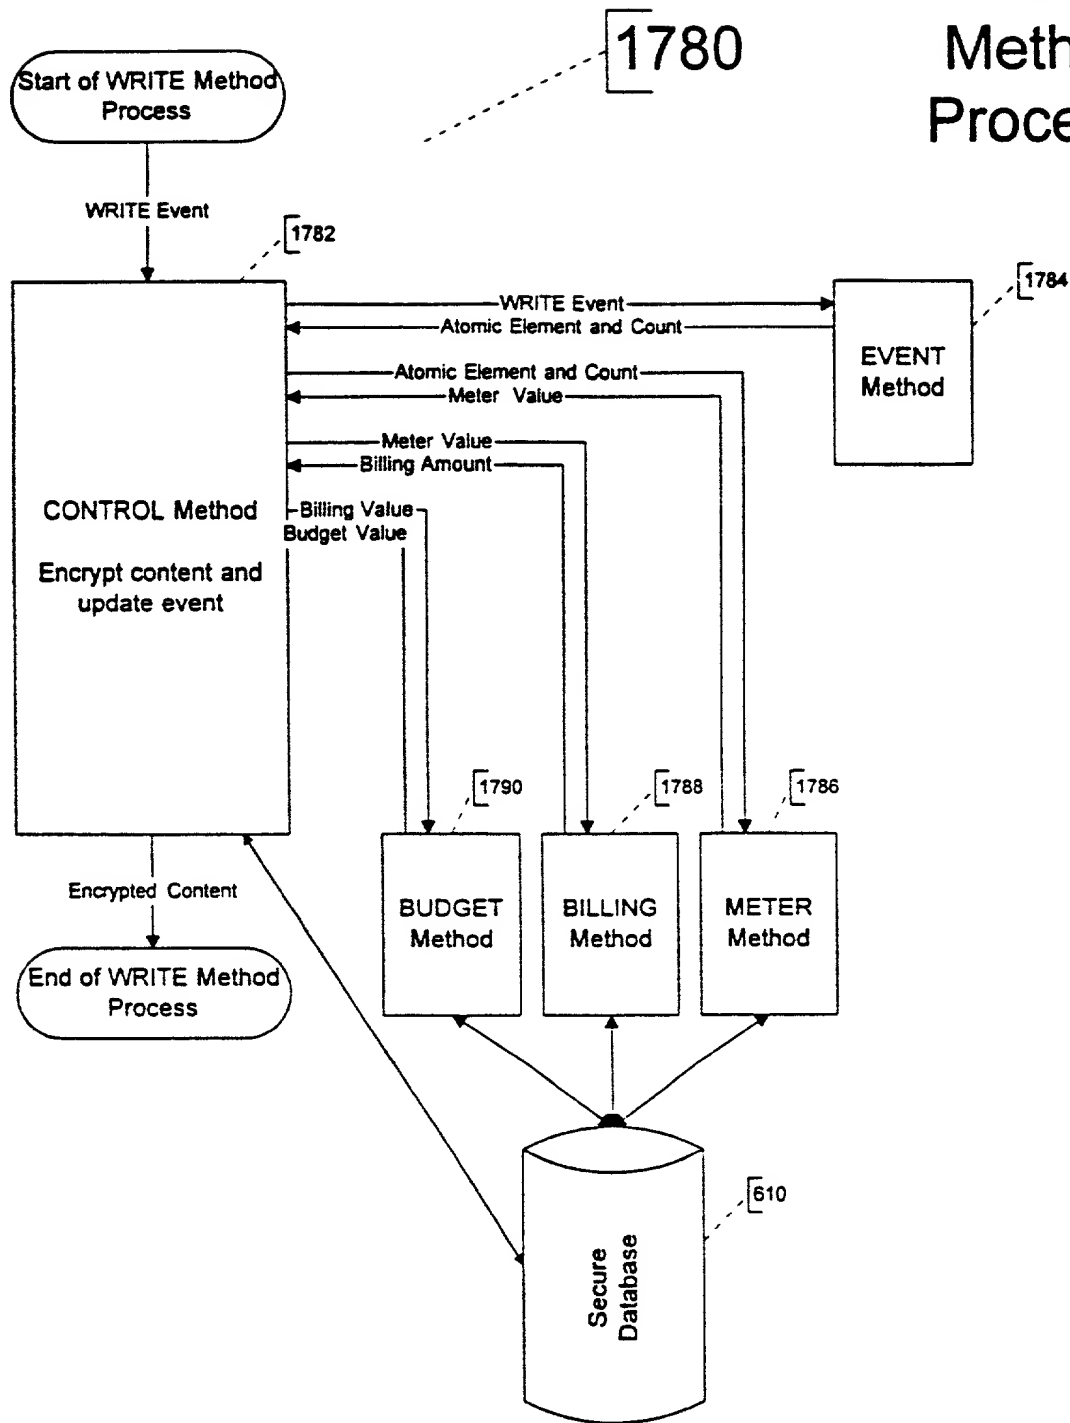 1780
Meth
Proce
Start of WRITE Method
Process
WRITE Event
1782
WRITE Event
Atomic Element and Count
1784
EVENT
Method
Atomic Element and Count
Meter Value
Meter Value
Billing Amount
CONTROL Method
Encrypt content and
update event
Billing Value
Budget Value
1790
1788
1786
Encrypted Content
BUDGET
Method
BILLING
Method
METER
Method
End of WRITE Method
Process
610
Secure
Database